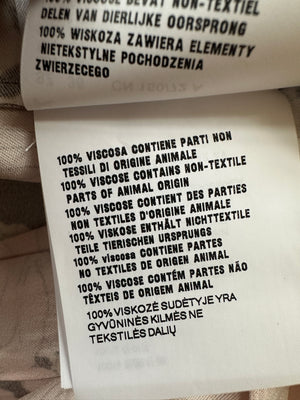 100% VISCOSE BEVAT NON-TEXTIEL
DELEN VAN DIERLIJKE OORSPRONG
100% WISKOZA ZAWIERA ELEMENTY
NIETEKSTYLNE POCHODZENIA
ZWIERZECEGO
100% VISCOSA CONTIENE PARTI NON
TESSILI DI ORIGINE ANIMALE
100% VISCOSE CONTAINS NON-TEXTILE
PARTS OF ANIMAL ORIGIN
100% VISCOSE CONTIENT DES PARTIES
NON TEXTILES D'ORIGINE ANIMALE
100% VISKOSE ENTHÄLT NICHTTEXTILE
TEILE TIERISCHEN URSPRUNGS
100% viscosa CONTIENE PARTES
NO TEXTILES DE ORIGEN ANIMAL
100% VISCOSE CONTÉM PARTES NÃO
TÊXTEIS DE ORIGEM ANIMAL
100% VISKOZĖ SUDĖTYJE YRA
GYVŪNINĖS KILMĖS NE
TEKSTILĖS DALIŲ